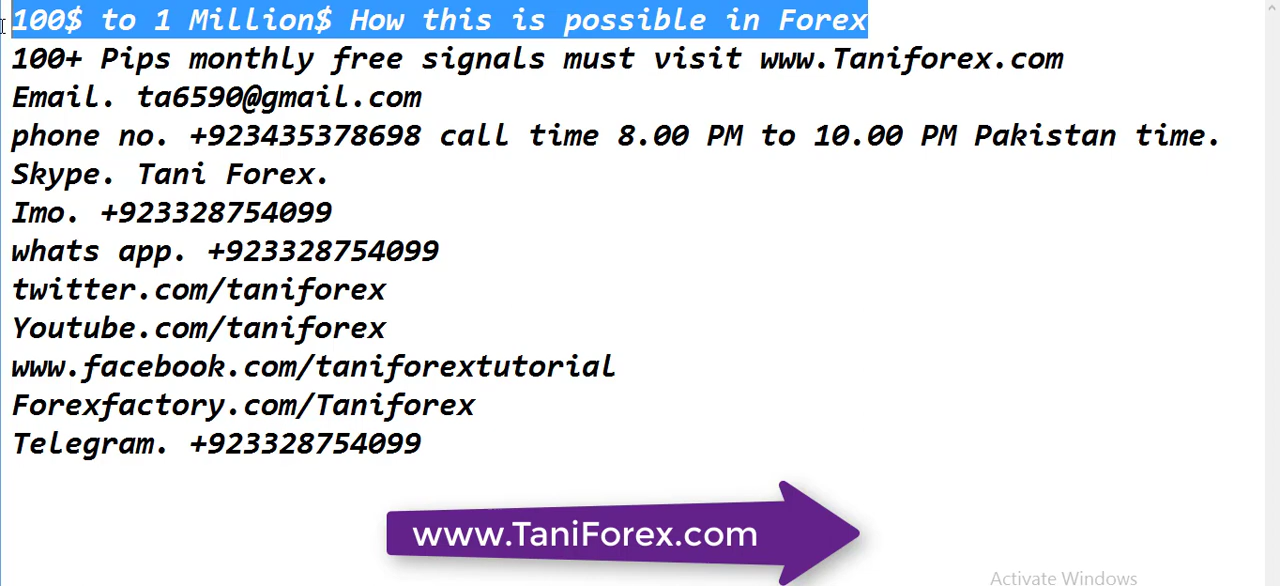 100$ to 1 Million$ How this is possible in Forex
100+ Pips monthly free signals must visit www.Taniforex.com
Email. ta6590@gmail.com
phone no. +923435378698 call time 8.00 PM to 10.00 PM Pakistan time.
Skype. Tani Forex.
Imo. +923328754099
whats app. +923328754099
twitter.com/taniforex
Youtube.com/taniforex
www.facebook.com/taniforextutorial
Forexfactory.com/Taniforex
Telegram. +923328754099
www.TaniForex.com
Activate Windows